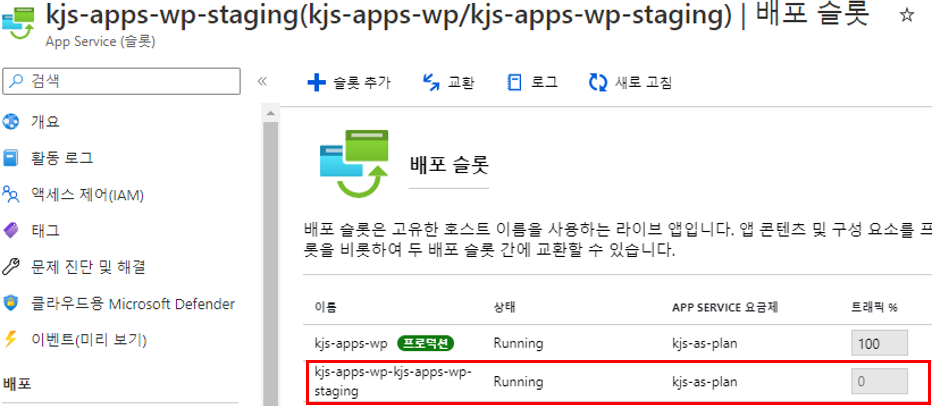 kjs-apps-wp-staging(kjs-apps-wp/kjs-apps-wp-staging) | 배포 슬롯
App Service (슬롯)
검색
개요
활동 로그
액세스 제어(IAM)
태그
문제 진단 및 해결
클라우드용 Microsoft Defender
이벤트(미리 보기)
배포
슬롯 추가 교환 로그 새로 고침
배포 슬롯
배포 슬롯은 고유한 호스트 이름을 사용하는 라이브 앱입니다. 앱 콘텐츠 및 구성 요소를 프
롯을 비롯하여 두 배포 슬롯 간에 교환할 수 있습니다.
이름 상태 APP SERVICE 요금제 트래픽 %
kjs-apps-wp 프로덕션 Running kjs-as-plan 100
kjs-apps-wp-kjs-apps-wp-
staging Running kjs-as-plan 0